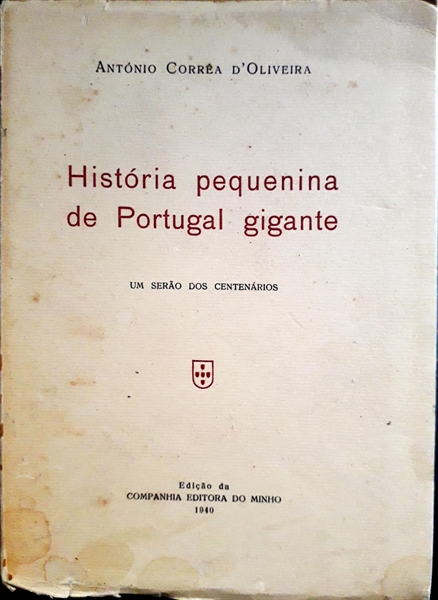 António Corrêa d'Oliveira
História pequenina
de Portugal gigante
UM SERÃO DOS CENTENÁRIOS
Edição da
COMPANHIA EDITORA DO MINHO
1940